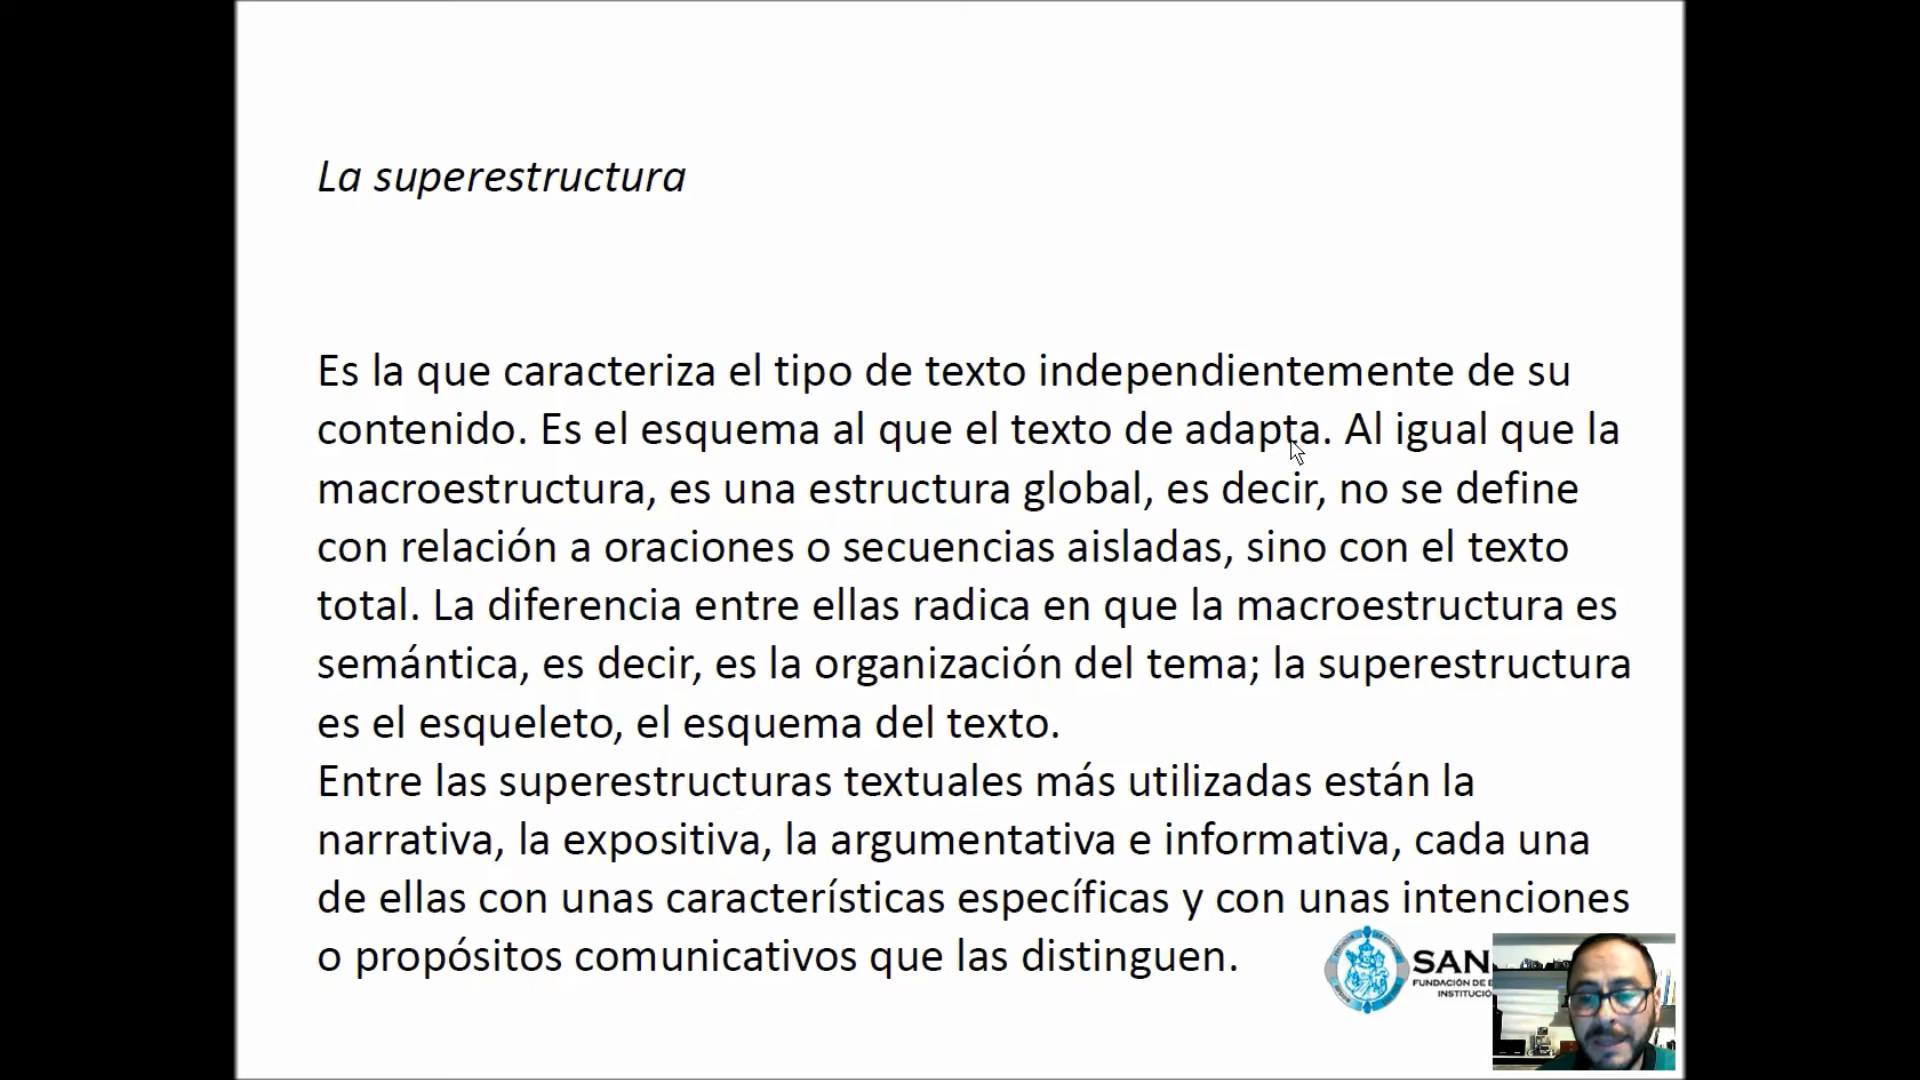 La superestructura
Es la que caracteriza el tipo de texto independientemente de su
contenido. Es el esquema al que el texto de adapta. Al igual que la
macroestructura, es una estructura global, es decir, no se define
con relación a oraciones o secuencias aisladas, sino con el texto
total. La diferencia entre ellas radica en que la macroestructura es
semántica, es decir, es la organización del tema; la superestructura
es el esqueleto, el esquema del texto.
Entre las superestructuras textuales más utilizadas están la
narrativa, la expositiva, la argumentativa e informativa, cada una
de ellas con unas características específicas y con unas intenciones
o propósitos comunicativos que las distinguen.
SAN
FUNDACIÓN DE E
INSTITUCIÓ